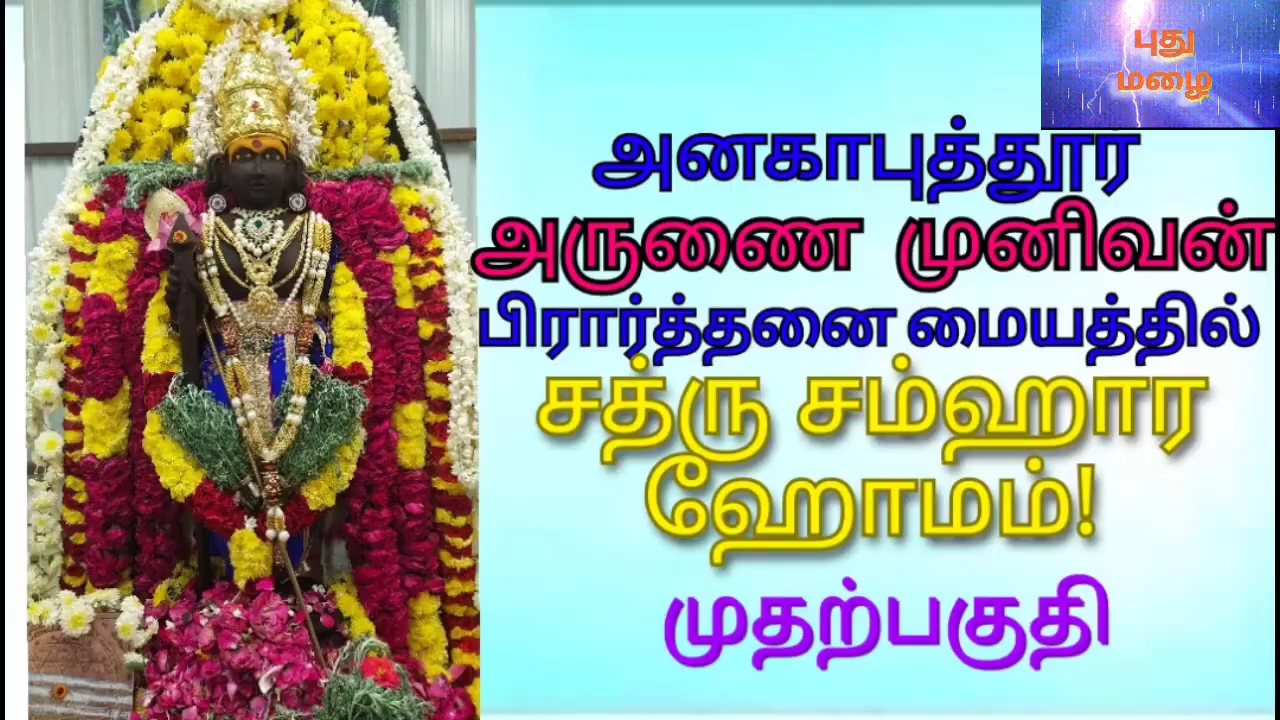 புது
மழை
அனகாபுத்தூர்
அருணை முனிவன்
பிரார்த்தனை மையத்தில்
சத்ரு சம்ஹார
ஹோமம்!
முதற்பகுதி